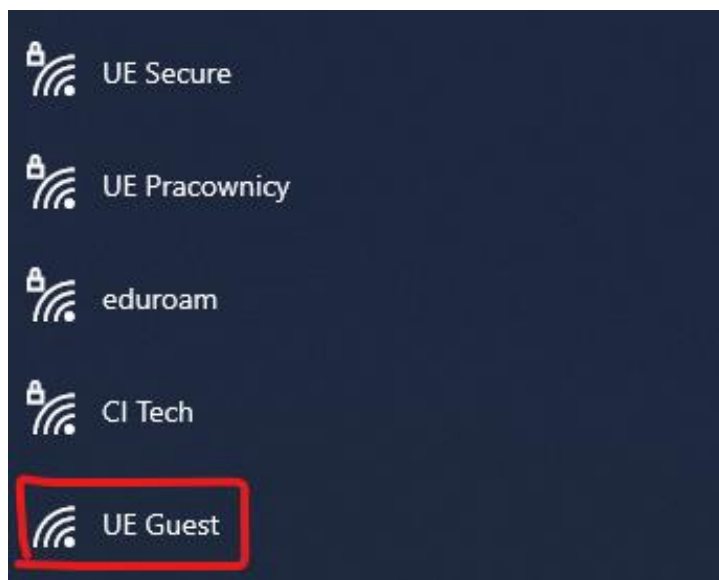 UE Secure
UE Pracownicy
eduroam
CI Tech
UE Guest